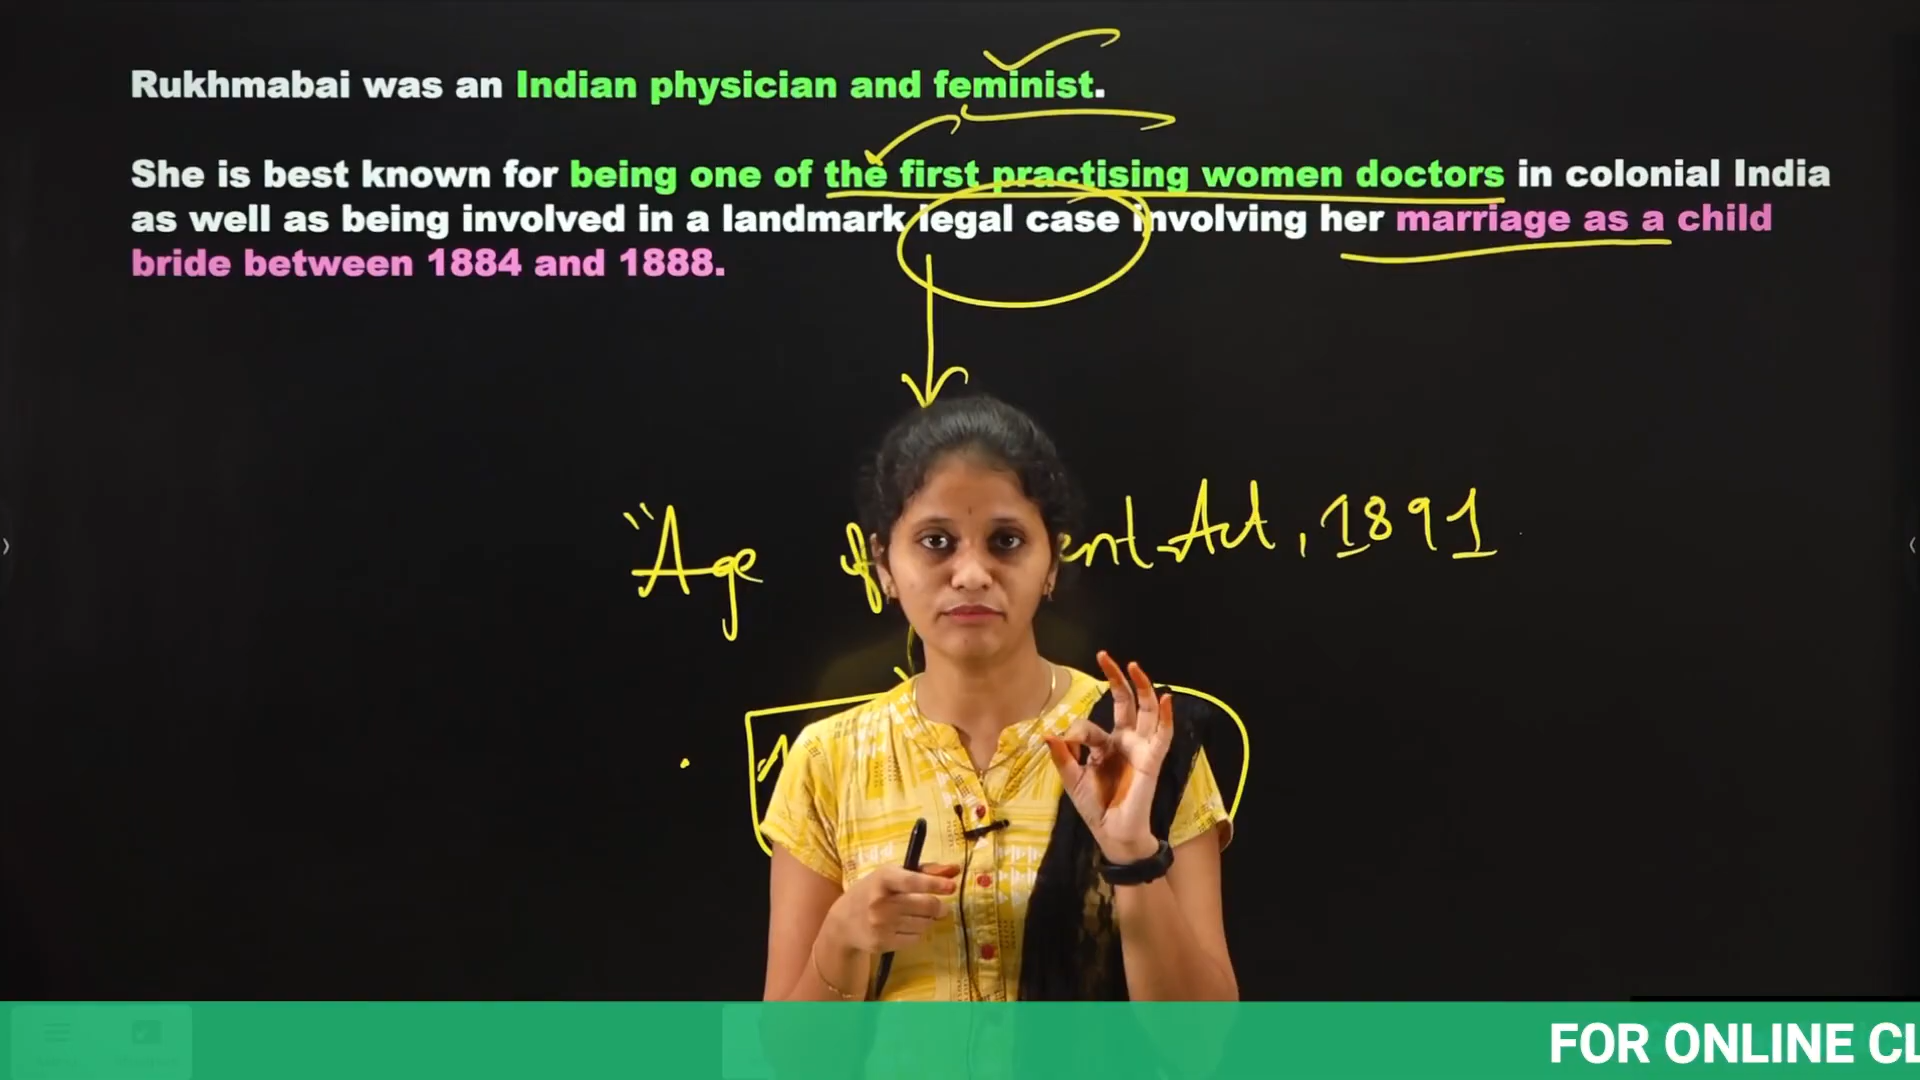 Rukhmabai was an Indian physician and feminist.
She is best known for being one of the first practising women doctors in colonial India
as well as being involved in a landmark legal case involving her marriage as a child
bride between 1884 and 1888.
"Age of ent Act, 1891
FOR ONLINE CL